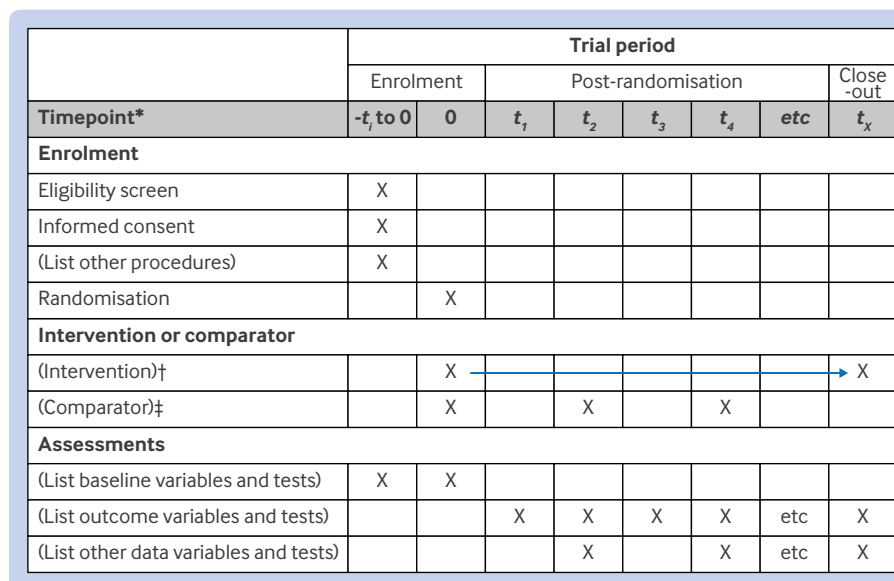 Trial period
Enrolment Post-randomisation Close
-out
Timepoint* -tᵢ to 0 0 t₁ t₂ t₃ t₄ etc tₓ
Enrolment
Eligibility screen X
Informed consent X
(List other procedures) X
Randomisation X
Intervention or comparator
(Intervention)† X X
(Comparator)‡ X X X
Assessments
(List baseline variables and tests) X X
(List outcome variables and tests) X X X X etc X
(List other data variables and tests) X X etc X